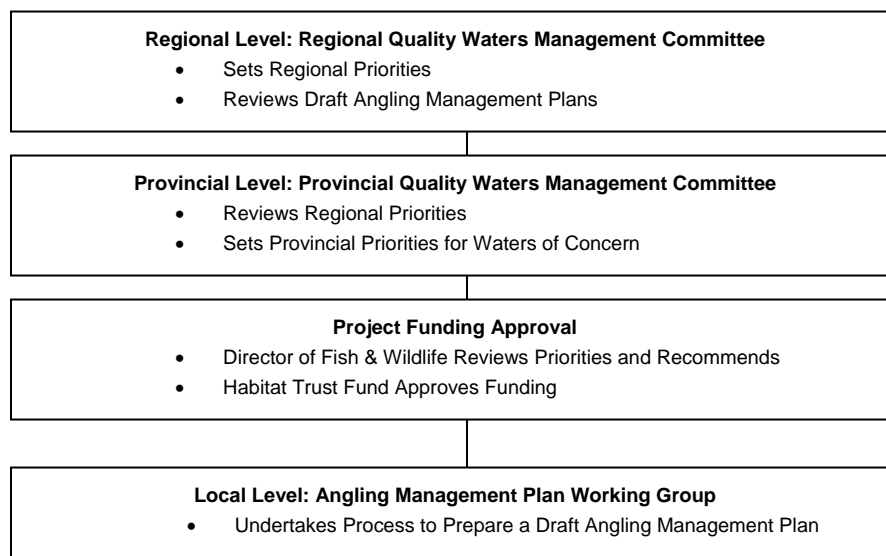 Regional Level: Regional Quality Waters Management Committee
• Sets Regional Priorities
• Reviews Draft Angling Management Plans
Provincial Level: Provincial Quality Waters Management Committee
• Reviews Regional Priorities
• Sets Provincial Priorities for Waters of Concern
Project Funding Approval
• Director of Fish & Wildlife Reviews Priorities and Recommends
• Habitat Trust Fund Approves Funding
Local Level: Angling Management Plan Working Group
• Undertakes Process to Prepare a Draft Angling Management Plan